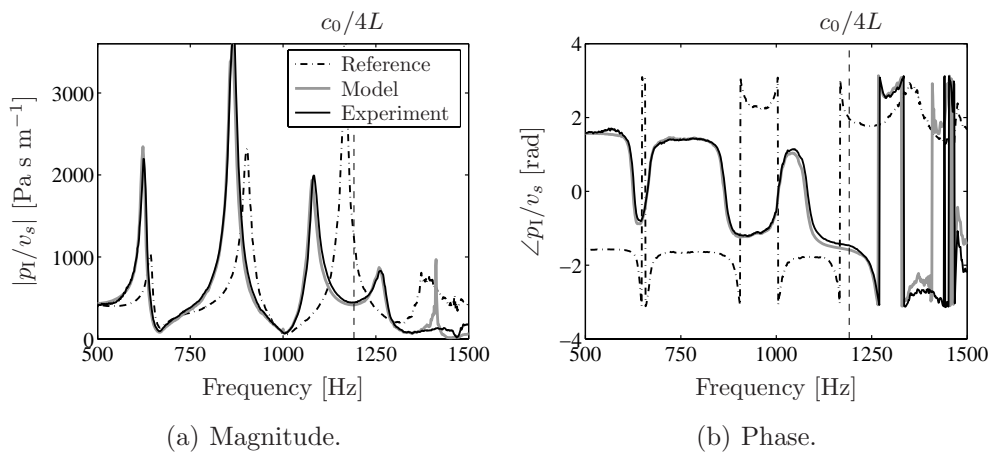 c₀/4L
|p_I/v_s| [Pa s m⁻¹]
3000
2000
1000
0
500
750
1000
1250
1500
Reference
Model
Experiment
Frequency [Hz]
(a) Magnitude.
c₀/4L
∠p_I/v_s [rad]
4
2
0
−2
−4
500
750
1000
1250
1500
Frequency [Hz]
(b) Phase.